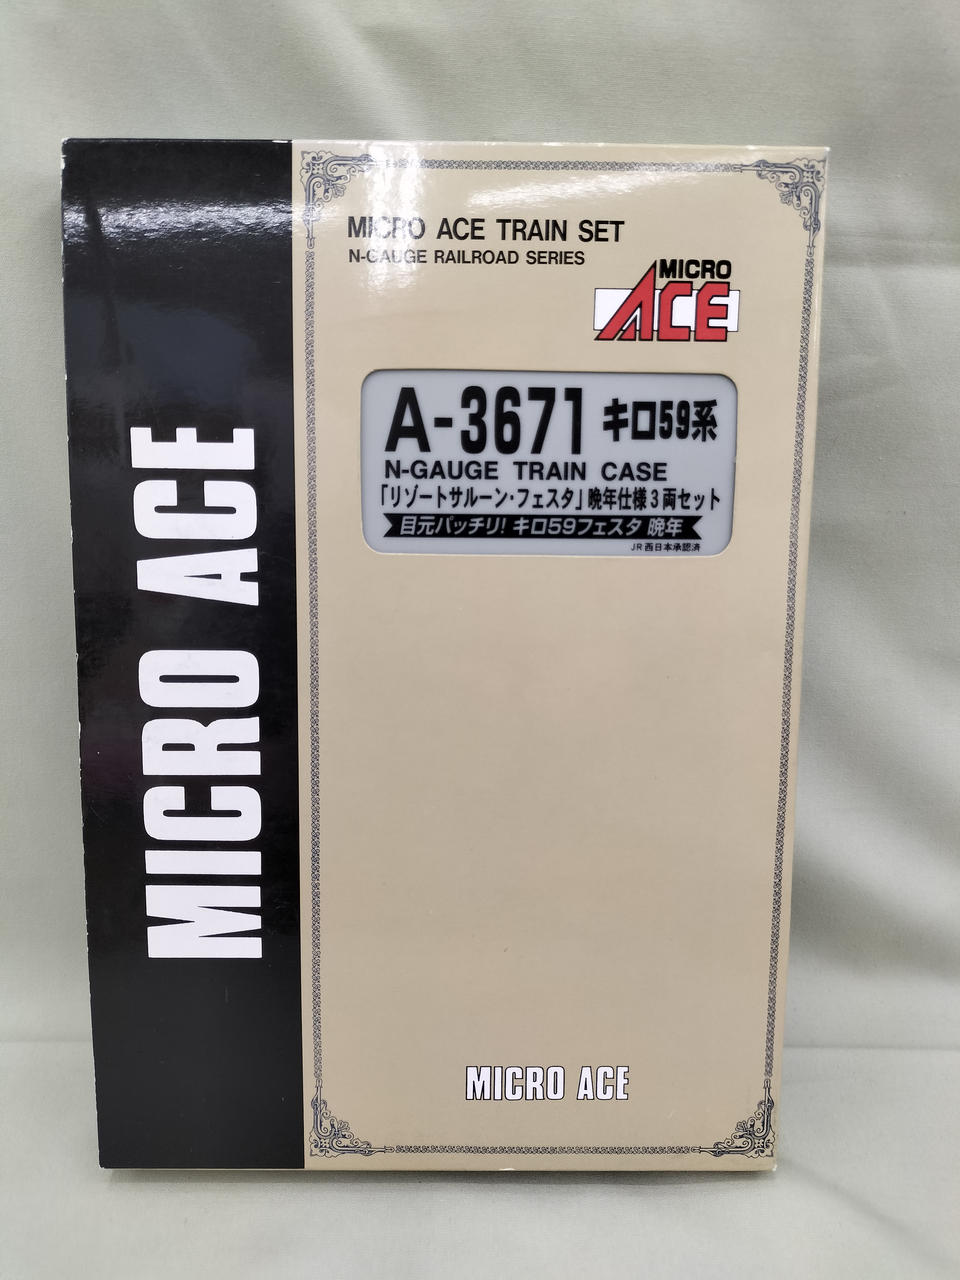 MICRO ACE
MICRO ACE TRAIN SET
N-GAUGE RAILROAD SERIES
MICRO
ACE
A-3671 キロ59系
N-GAUGE TRAIN CASE
「リゾートサルーン・フェスタ」晩年仕様3両セット
目元パッチリ!キロ59フェスタ 晩年
JR西日本承認済
MICRO ACE